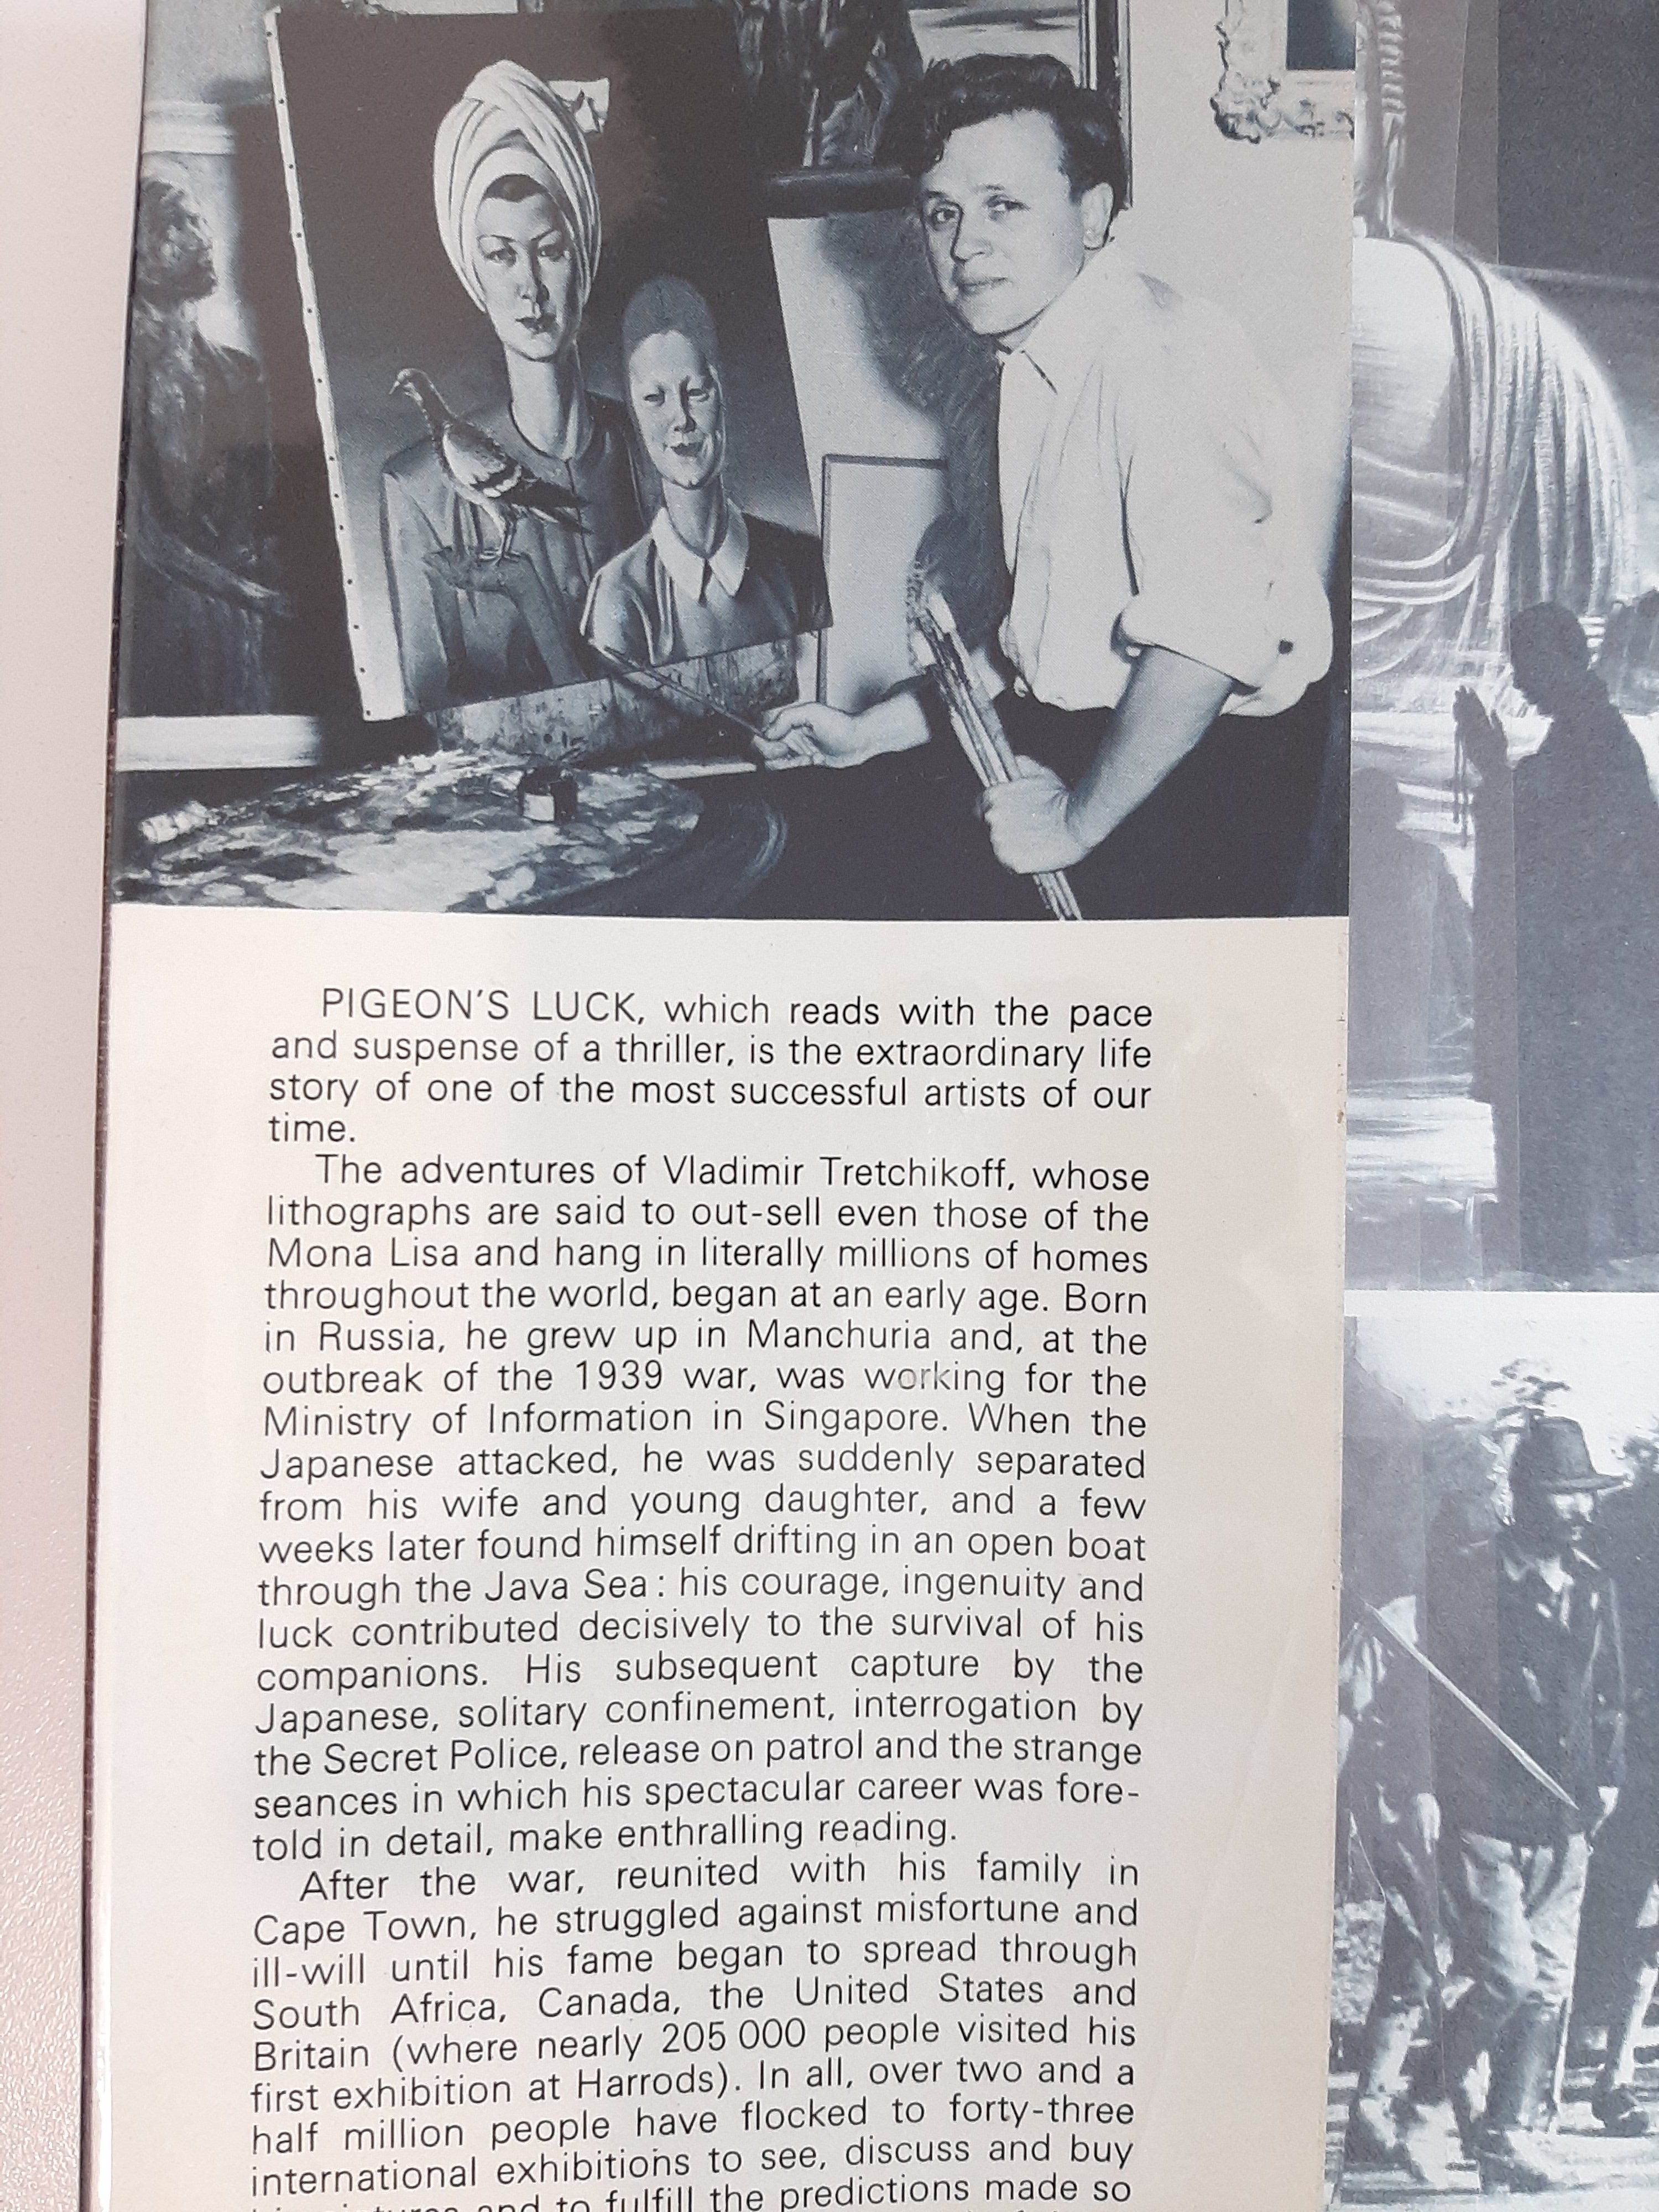 PIGEON'S LUCK, which reads with the pace
and suspense of a thriller, is the extraordinary life
story of one of the most successful artists of our
time.
The adventures of Vladimir Tretchikoff, whose
lithographs are said to out-sell even those of the
Mona Lisa and hang in literally millions of homes
throughout the world, began at an early age. Born
in Russia, he grew up in Manchuria and, at the
outbreak of the 1939 war, was working for the
Ministry of Information in Singapore. When the
Japanese attacked, he was suddenly separated
from his wife and young daughter, and a few
weeks later found himself drifting in an open boat
through the Java Sea: his courage, ingenuity and
luck contributed decisively to the survival of his
companions. His subsequent capture by the
Japanese, solitary confinement, interrogation by
the Secret Police, release on patrol and the strange
seances in which his spectacular career was fore-
told in detail, make enthralling reading.
After the war, reunited with his family in
Cape Town, he struggled against misfortune and
ill-will until his fame began to spread through
South Africa, Canada, the United States and
Britain (where nearly 205 000 people visited his
first exhibition at Harrods). In all, over two and a
half million people have flocked to forty-three
international exhibitions to see, discuss and buy
and to fulfill the predictions made so